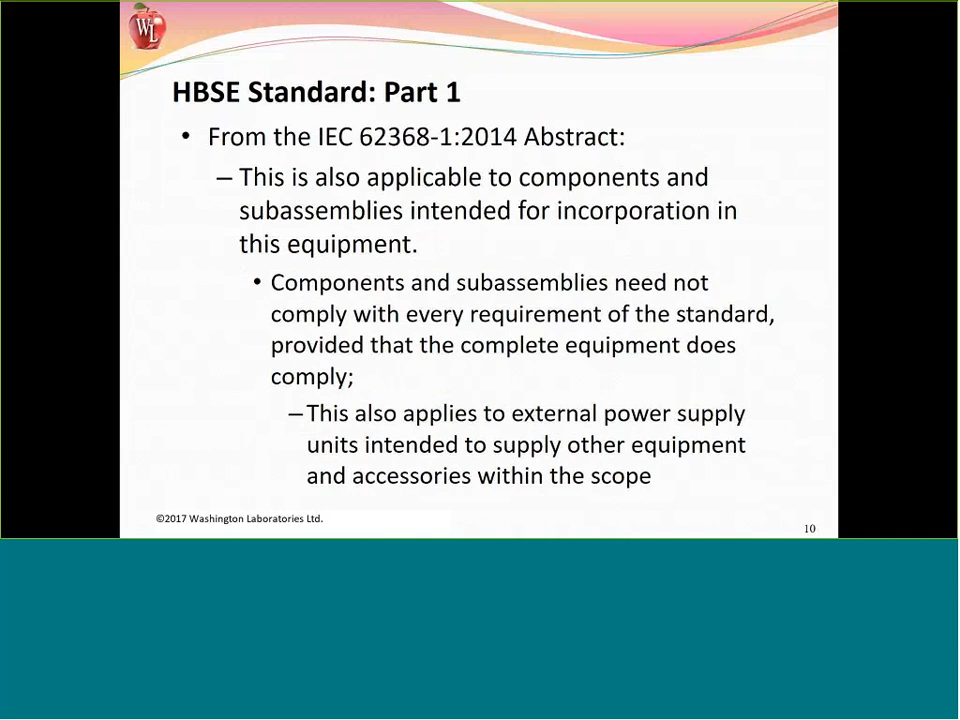 WL
HBSE Standard: Part 1
• From the IEC 62368-1:2014 Abstract:
– This is also applicable to components and
subassemblies intended for incorporation in
this equipment.
• Components and subassemblies need not
comply with every requirement of the standard,
provided that the complete equipment does
comply;
– This also applies to external power supply
units intended to supply other equipment
and accessories within the scope
©2017 Washington Laboratories Ltd.
10